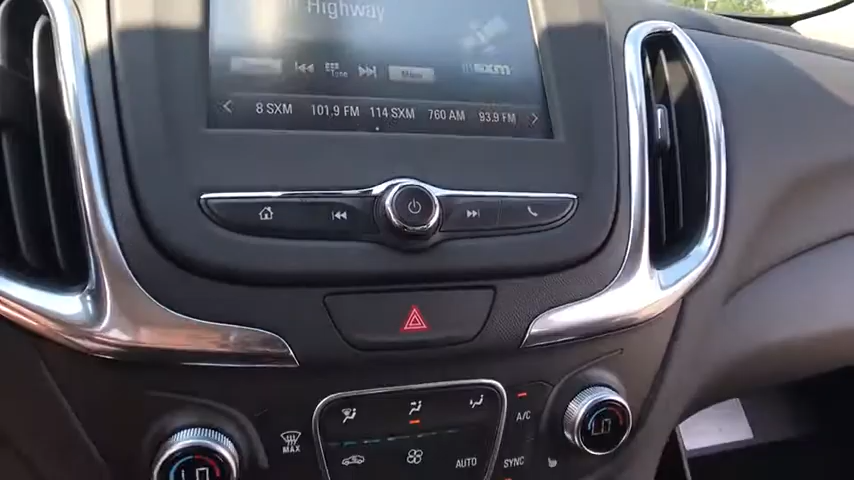 Highway
Tune
Menu
((SXM))
8 SXM 101.9 FM 114 SXM 760 AM 93.9 FM
MAX
A/C
AUTO
SYNC